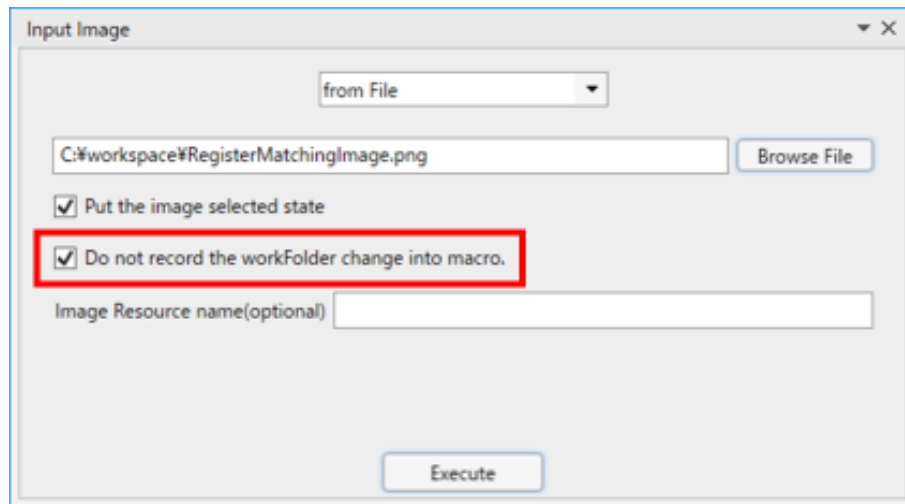 Input Image
from File
C:¥workspace¥RegisterMatchingImage.png
Browse File
Put the image selected state
Do not record the workFolder change into macro.
Image Resource name(optional)
Execute